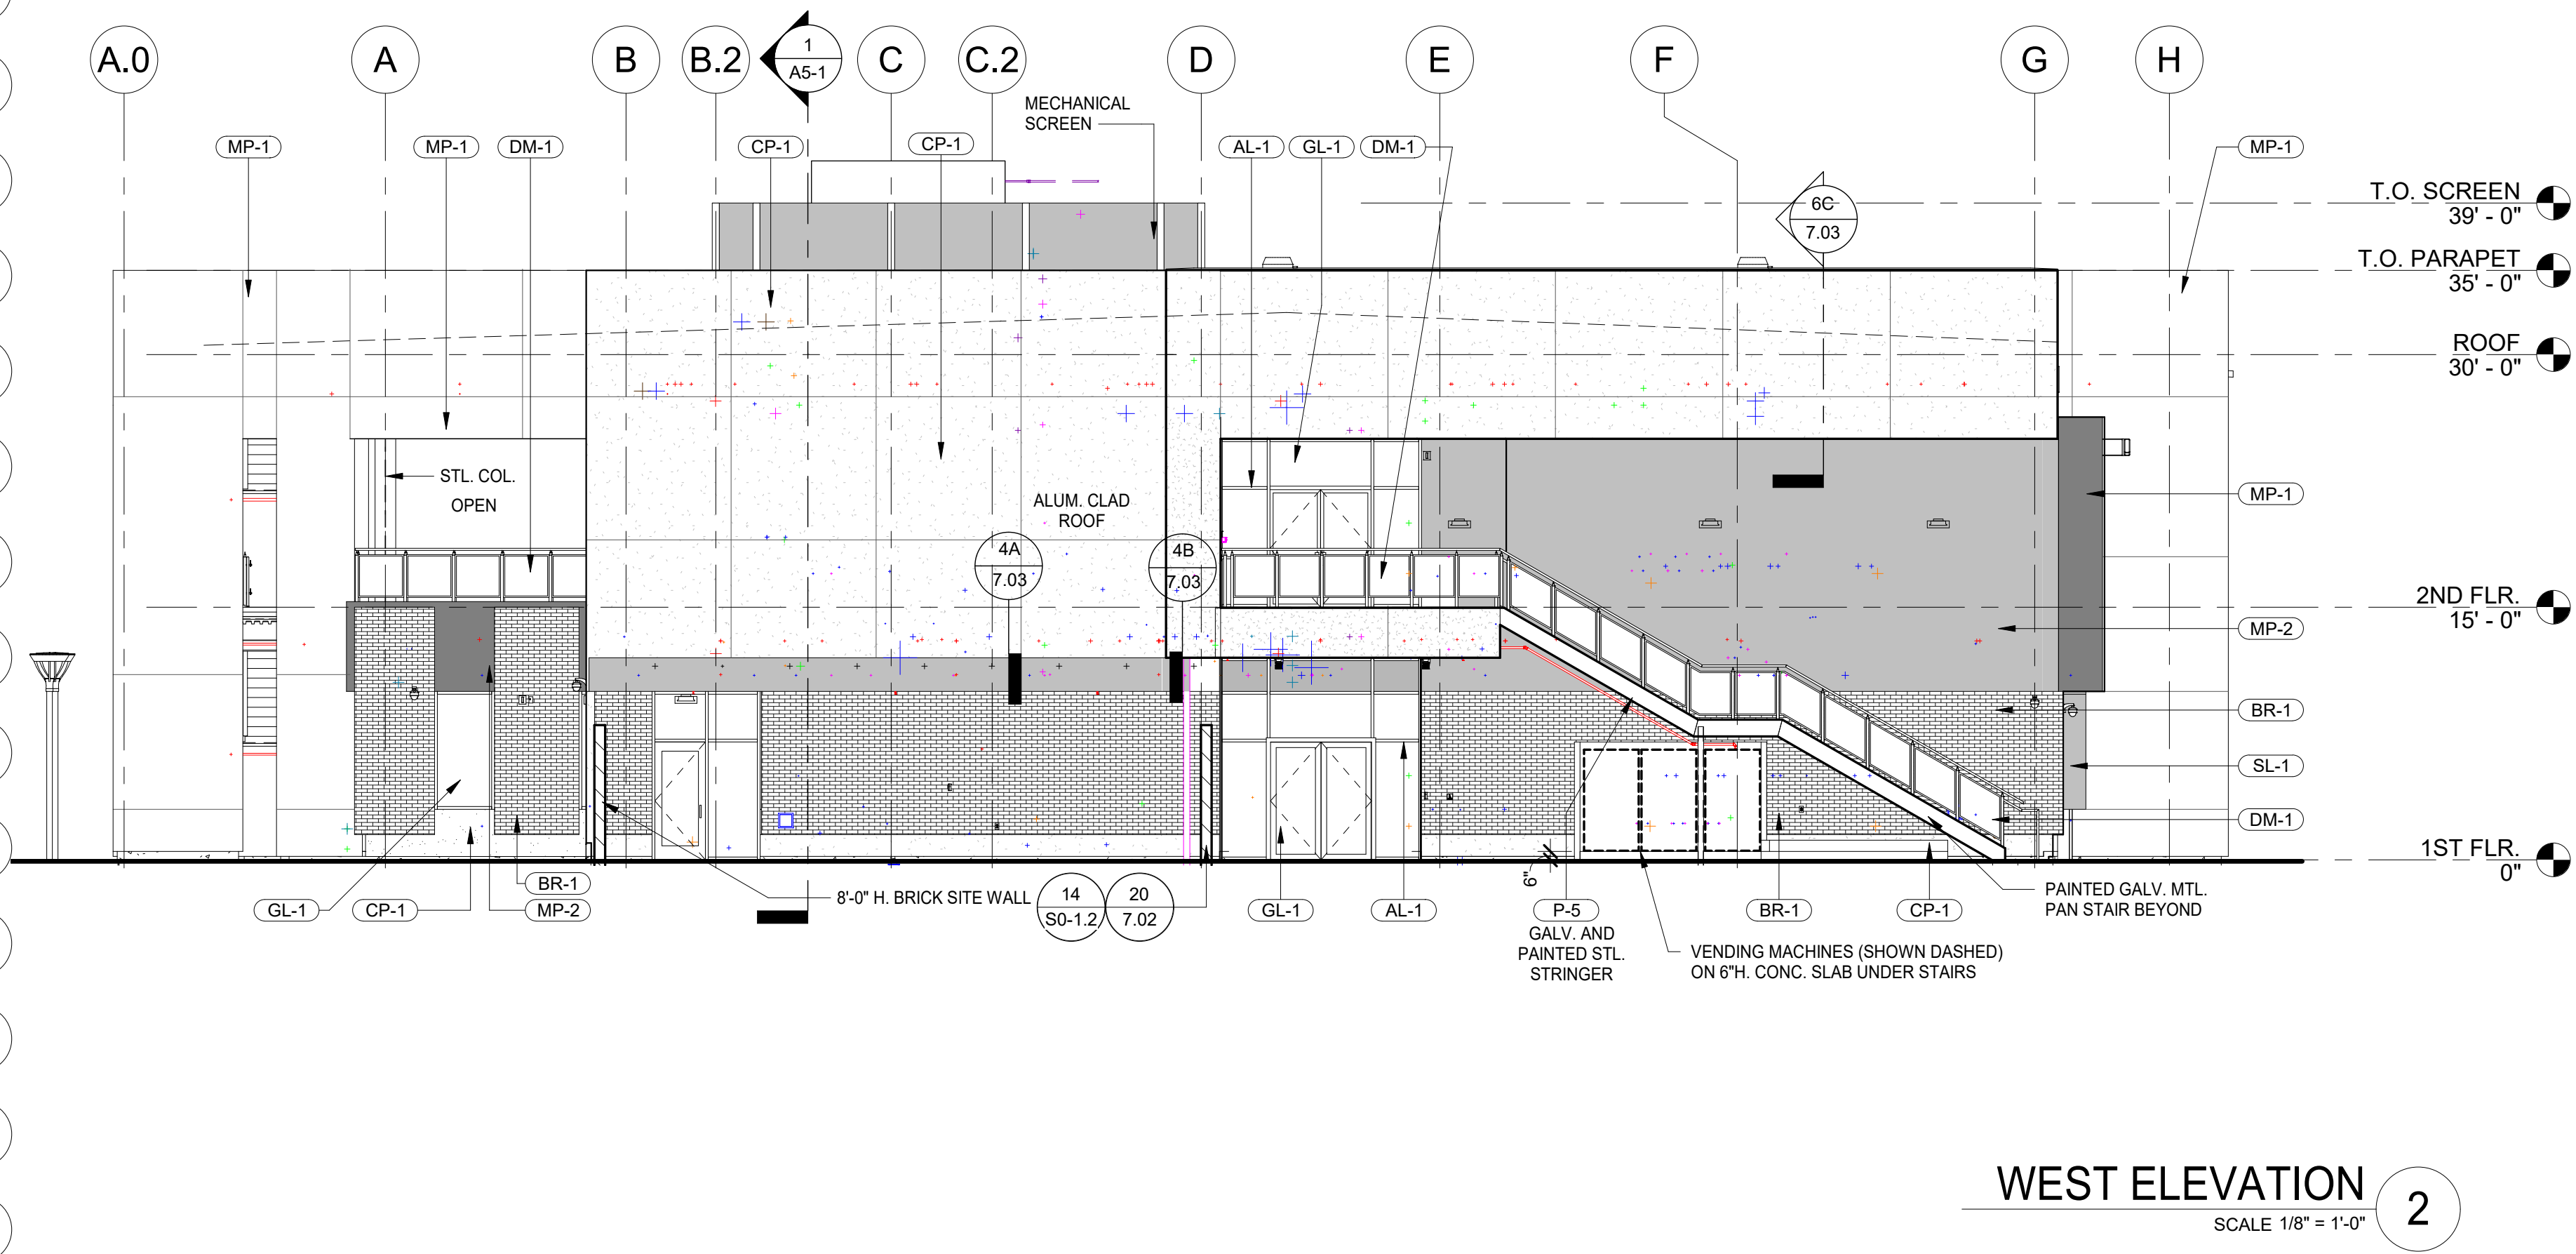 A.0
A
B
B.2
1
A5-1
C
C.2
D
E
F
G
H
MECHANICAL
SCREEN
MP-1
MP-1
DM-1
CP-1
CP-1
AL-1
GL-1
DM-1
MP-1
6C
7.03
T.O. SCREEN
39' - 0"
T.O. PARAPET
35' - 0"
ROOF
30' - 0"
STL. COL.
OPEN
ALUM. CLAD
ROOF
4A
7.03
4B
7.03
MP-1
2ND FLR.
15' - 0"
MP-2
BR-1
SL-1
DM-1
1ST FLR.
0"
6"
BR-1
MP-2
GL-1
CP-1
8'-0" H. BRICK SITE WALL
14
S0-1.2
20
7.02
GL-1
AL-1
P-5
GALV. AND
PAINTED STL.
STRINGER
BR-1
CP-1
PAINTED GALV. MTL.
PAN STAIR BEYOND
VENDING MACHINES (SHOWN DASHED)
ON 6"H. CONC. SLAB UNDER STAIRS
WEST ELEVATION
SCALE 1/8" = 1'-0"
2